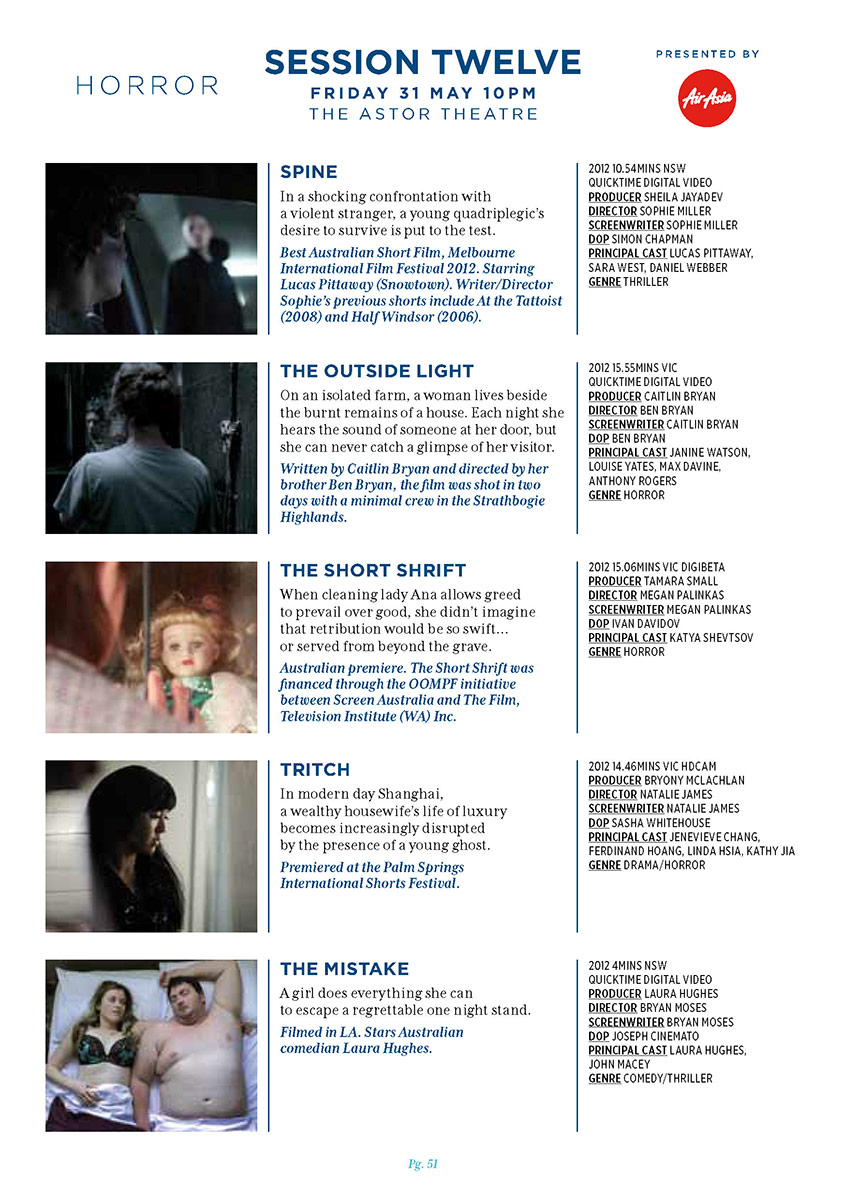 HORROR
SESSION TWELVE
FRIDAY 31 MAY 10PM
THE ASTOR THEATRE
PRESENTED BY
AirAsia
SPINE
In a shocking confrontation with
a violent stranger, a young quadriplegic's
desire to survive is put to the test.
Best Australian Short Film, Melbourne
International Film Festival 2012. Starring
Lucas Pittaway (Snowtown). Writer/Director
Sophie's previous shorts include At the Tattoist
(2008) and Half Windsor (2006).
2012 10.54MINS NSW
QUICKTIME DIGITAL VIDEO
PRODUCER SHEILA JAYADEV
DIRECTOR SOPHIE MILLER
SCREENWRITER SOPHIE MILLER
DOP SIMON CHAPMAN
PRINCIPAL CAST LUCAS PITTAWAY,
SARA WEST, DANIEL WEBBER
GENRE THRILLER
THE OUTSIDE LIGHT
On an isolated farm, a woman lives beside
the burnt remains of a house. Each night she
hears the sound of someone at her door, but
she can never catch a glimpse of her visitor.
Written by Caitlin Bryan and directed by her
brother Ben Bryan, the film was shot in two
days with a minimal crew in the Strathbogie
Highlands.
2012 15.55MINS VIC
QUICKTIME DIGITAL VIDEO
PRODUCER CAITLIN BRYAN
DIRECTOR BEN BRYAN
SCREENWRITER CAITLIN BRYAN
DOP BEN BRYAN
PRINCIPAL CAST JANINE WATSON,
LOUISE YATES, MAX DAVINE,
ANTHONY ROGERS
GENRE HORROR
THE SHORT SHRIFT
When cleaning lady Ana allows greed
to prevail over good, she didn't imagine
that retribution would be so swift...
or served from beyond the grave.
Australian premiere. The Short Shrift was
financed through the OOMPF initiative
between Screen Australia and The Film,
Television Institute (WA) Inc.
2012 15.06MINS VIC DIGIBETA
PRODUCER TAMARA SMALL
DIRECTOR MEGAN PALINKAS
SCREENWRITER MEGAN PALINKAS
DOP IVAN DAVIDOV
PRINCIPAL CAST KATYA SHEVTSOV
GENRE HORROR
TRITCH
In modern day Shanghai,
a wealthy housewife's life of luxury
becomes increasingly disrupted
by the presence of a young ghost.
Premiered at the Palm Springs
International Shorts Festival.
2012 14.46MINS VIC HDCAM
PRODUCER BRYONY MCLACHLAN
DIRECTOR NATALIE JAMES
SCREENWRITER NATALIE JAMES
DOP SASHA WHITEHOUSE
PRINCIPAL CAST JENEVIEVE CHANG,
FERDINAND HOANG, LINDA HSIA, KATHY JIA
GENRE DRAMA/HORROR
THE MISTAKE
A girl does everything she can
to escape a regrettable one night stand.
Filmed in LA. Stars Australian
comedian Laura Hughes.
2012 4MINS NSW
QUICKTIME DIGITAL VIDEO
PRODUCER LAURA HUGHES
DIRECTOR BRYAN MOSES
SCREENWRITER BRYAN MOSES
DOP JOSEPH CINEMATO
PRINCIPAL CAST LAURA HUGHES,
JOHN MACEY
GENRE COMEDY/THRILLER
Pg. 51